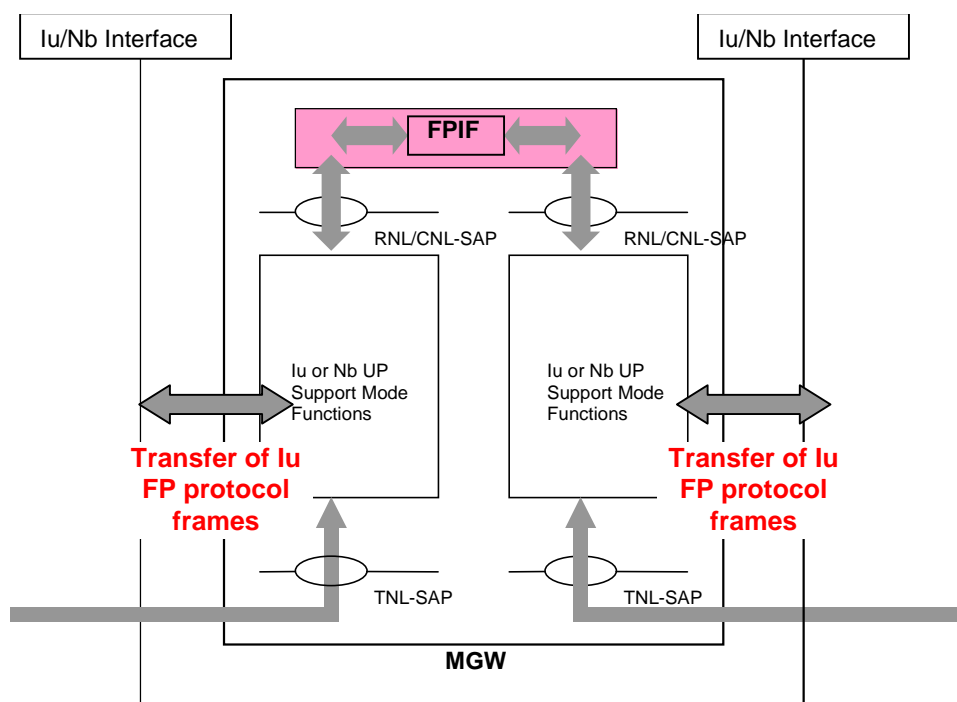 Iu/Nb Interface
Iu/Nb Interface
FPIF
RNL/CNL-SAP
RNL/CNL-SAP
Iu or Nb UP
Support Mode
Functions
Iu or Nb UP
Support Mode
Functions
Transfer of Iu
FP protocol
frames
Transfer of Iu
FP protocol
frames
TNL-SAP
TNL-SAP
MGW